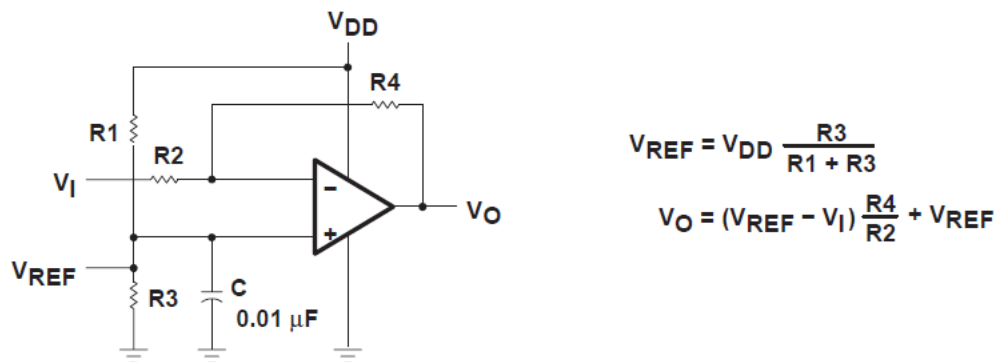 VDD
R4
R1
R2
VI
−
+
VO
VREF
R3
C
0.01 µF
VREF = VDD R3 / R1 + R3
VO = (VREF − VI) R4 / R2 + VREF